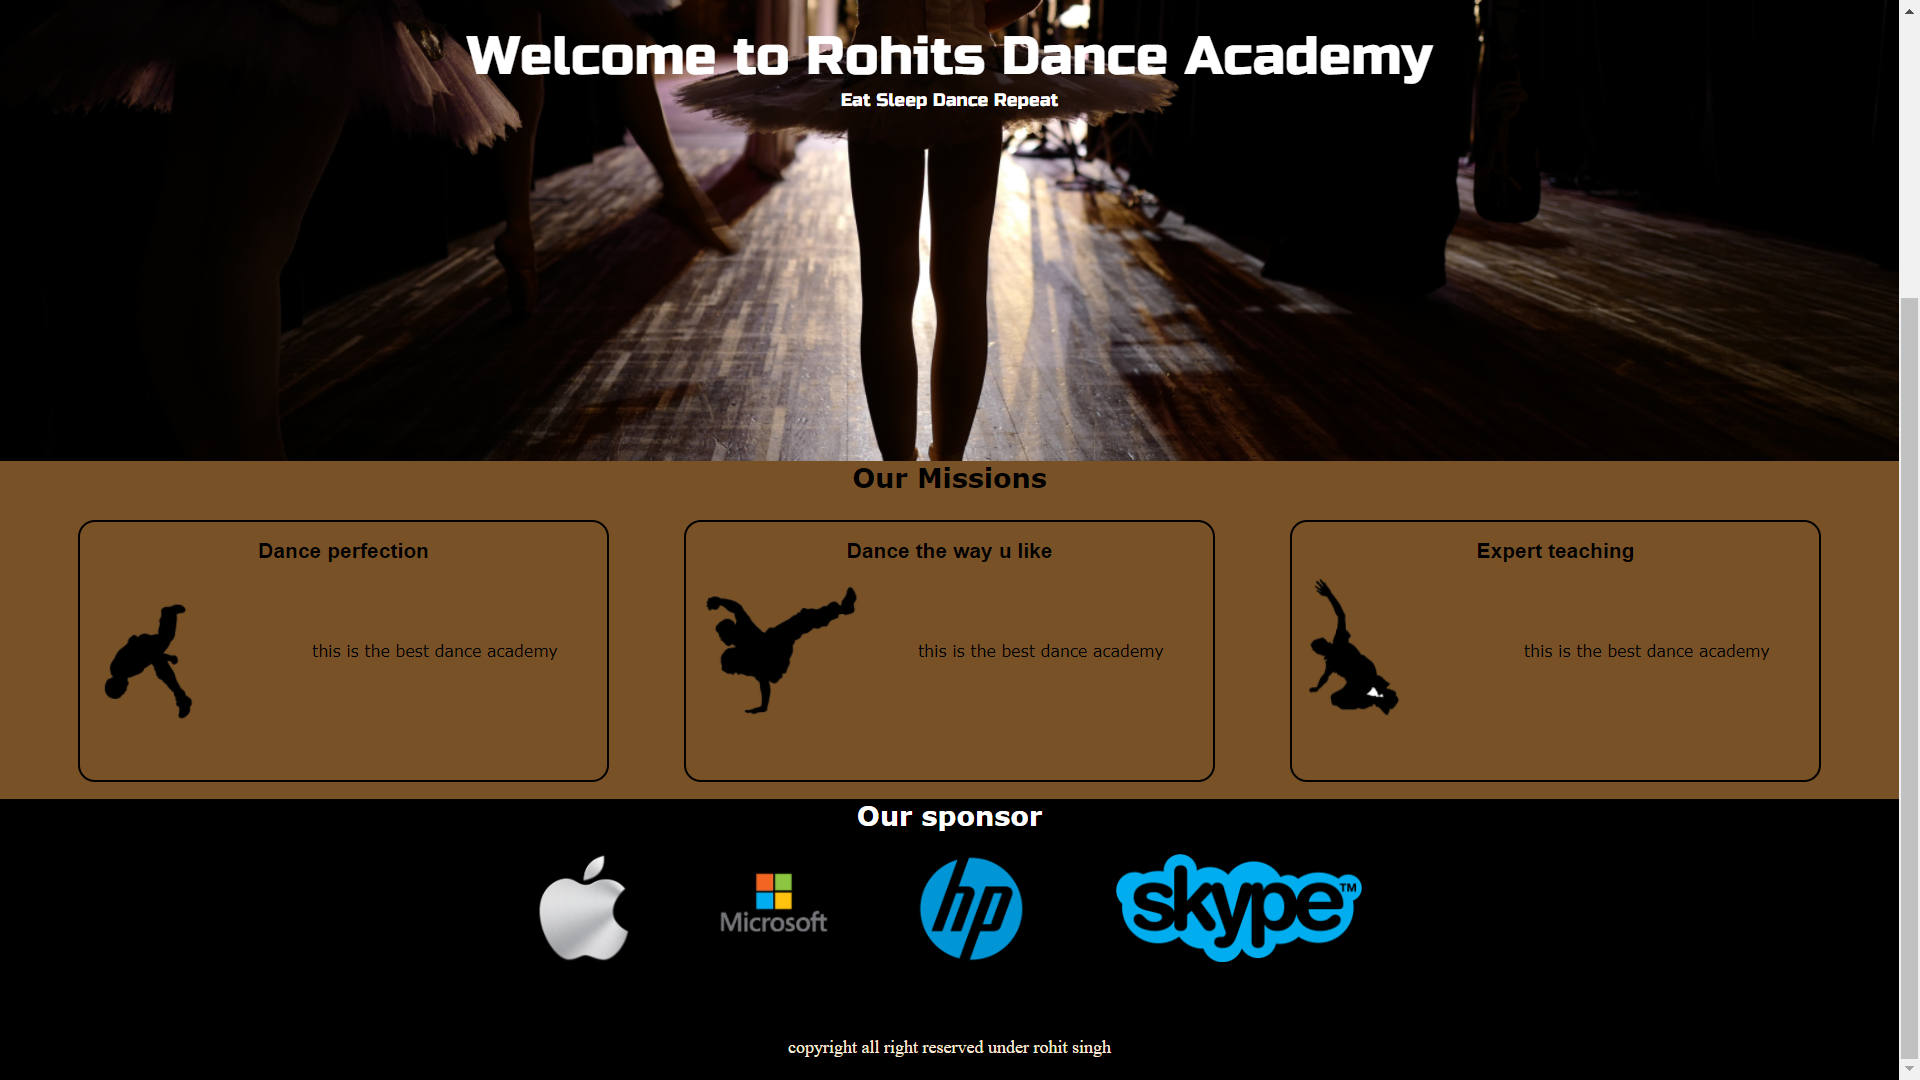 Welcome to Rohits Dance Academy
Eat Sleep Dance Repeat
Our Missions
Dance perfection
this is the best dance academy
Dance the way u like
this is the best dance academy
Expert teaching
this is the best dance academy
Our sponsor
Microsoft
hp
skype™
copyright all right reserved under rohit singh